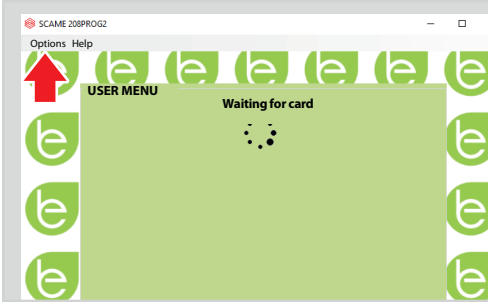 SCAME 208PROG2
Options Help
USER MENU
Waiting for card